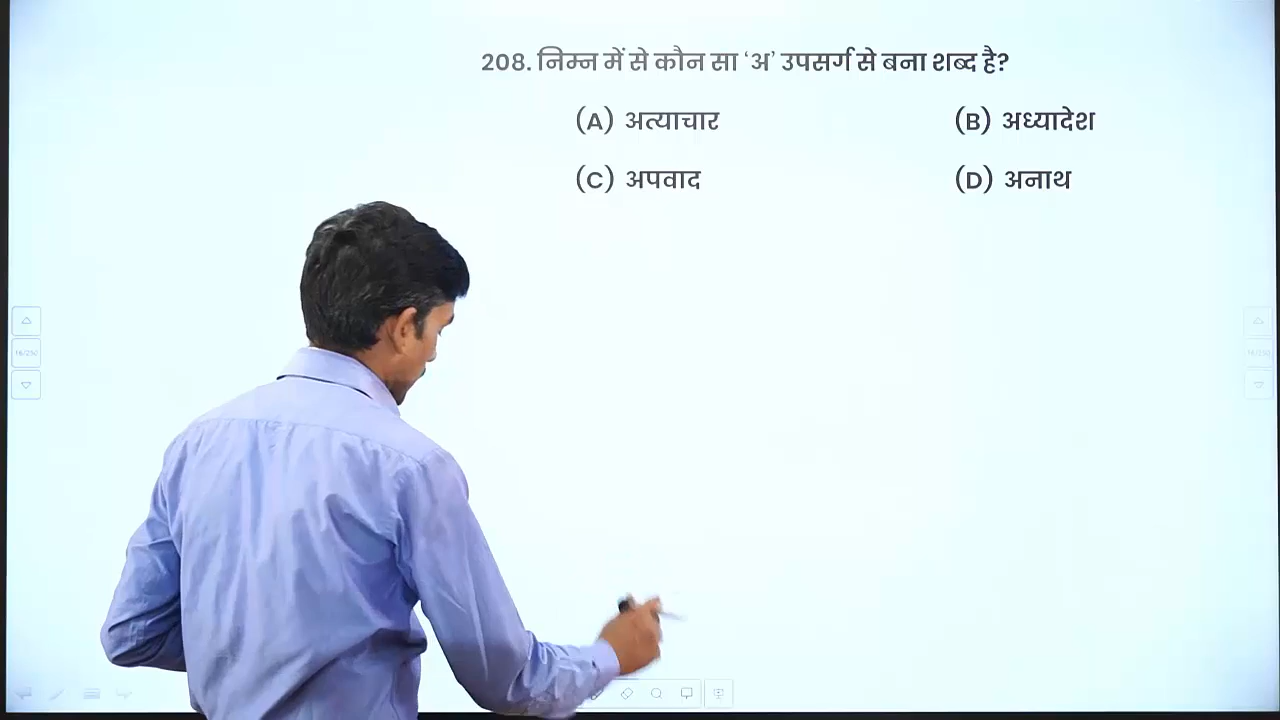 208. निम्न में से कौन सा ‘अ’ उपसर्ग से बना शब्द है?
(A) अत्याचार (B) अध्यादेश
(C) अपवाद (D) अनाथ